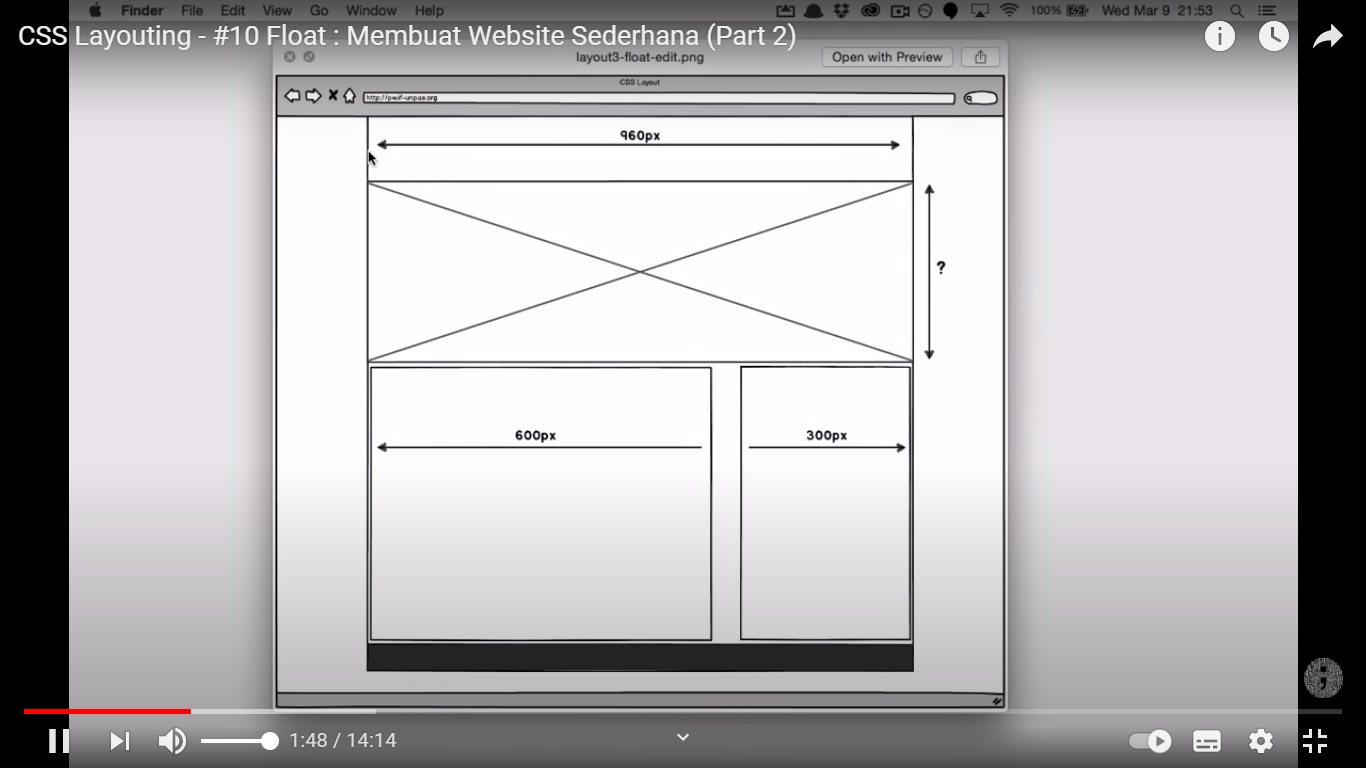 Finder File Edit View Go Window Help 100% Wed Mar 9 21:53
CSS Layouting - #10 Float : Membuat Website Sederhana (Part 2)
layout3-float-edit.png Open with Preview
CSS Layout
http://pwjf-unpas.org
960px
?
600px 300px
1:48 / 14:14